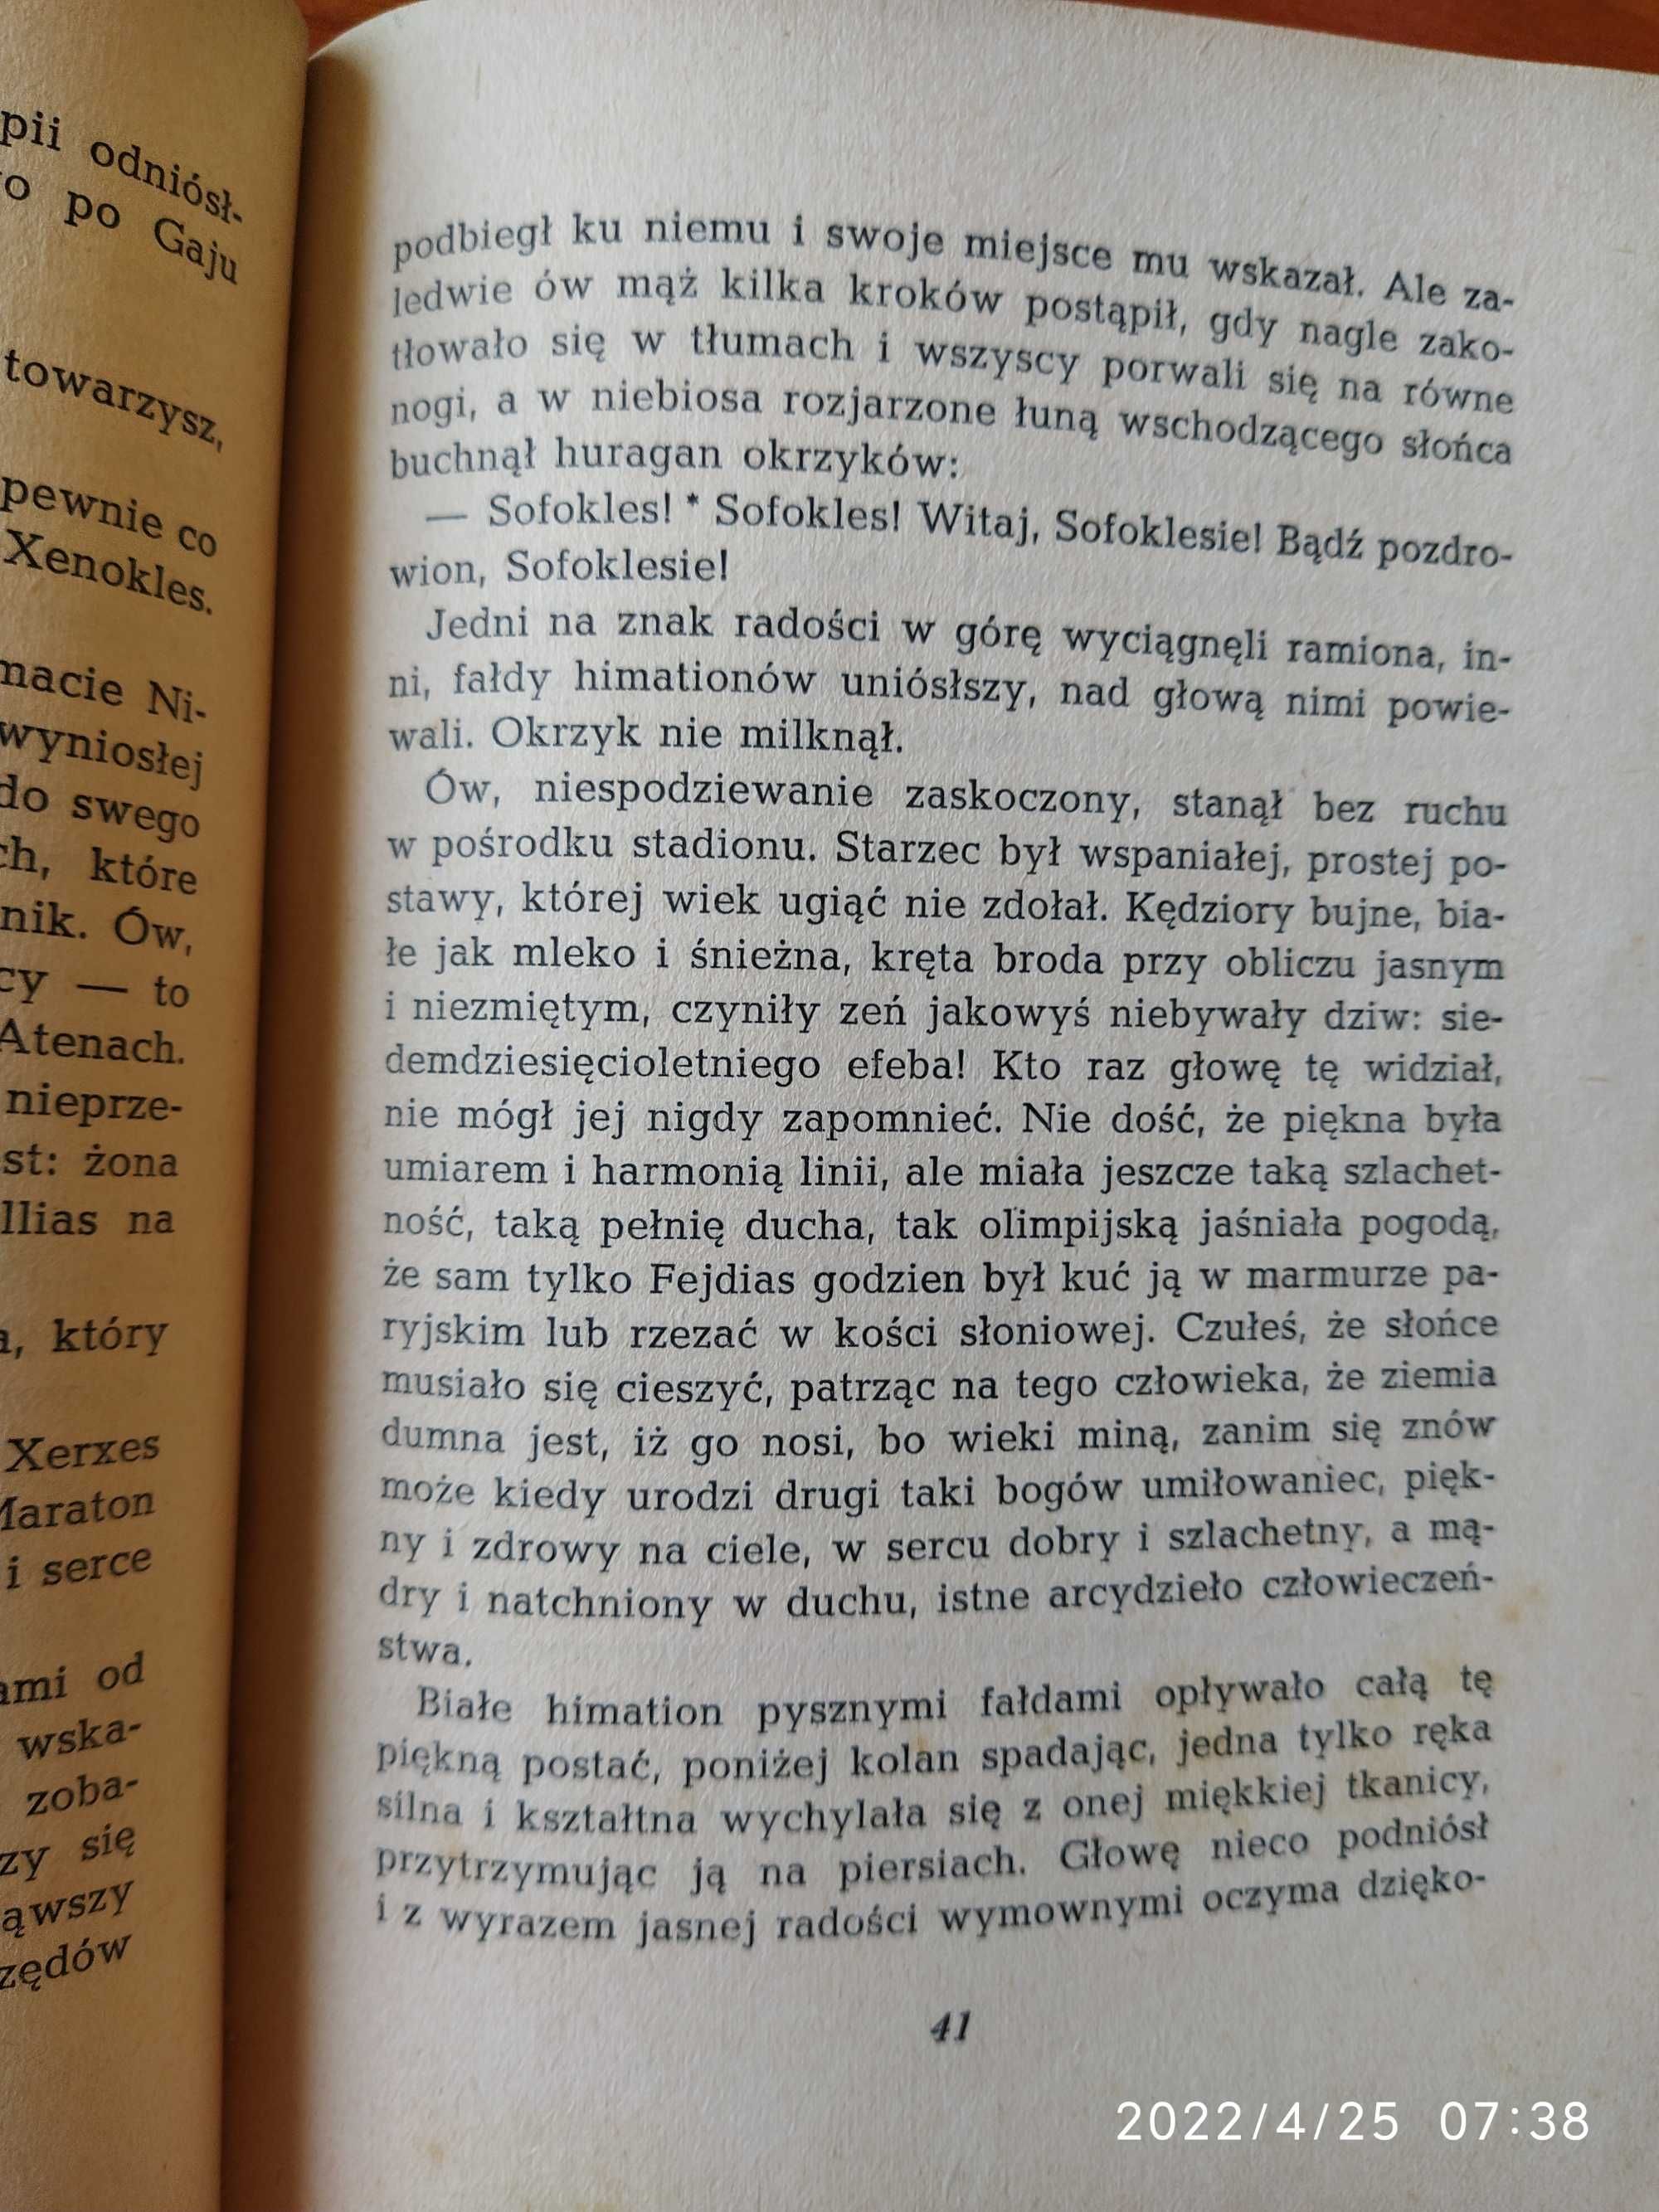 pii odniósł-
o po Gaju
towarzysz,
pewnie co
Xenokles.
macie Ni-
wyniosłej
do swego
ch, które
nik. Ów,
cy — to
Atenach.
nieprze-
st: żona
llias na
a, który
Xerxes
Maraton
i serce
ami od
wska-
zoba-
zy się
ąwszy
zędów
podbiegł ku niemu i swoje miejsce mu wskazał. Ale za-
ledwie ów mąż kilka kroków postąpił, gdy nagle zako-
tłowało się w tłumach i wszyscy porwali się na równe
nogi, a w niebiosa rozjarzone łuną wschodzącego słońca
buchnął huragan okrzyków:
— Sofokles! * Sofokles! Witaj, Sofoklesie! Bądź pozdro-
wion, Sofoklesie!
Jedni na znak radości w górę wyciągnęli ramiona, in-
ni, fałdy himationów uniósłszy, nad głową nimi powie-
wali. Okrzyk nie milknął.
Ów, niespodziewanie zaskoczony, stanął bez ruchu
w pośrodku stadionu. Starzec był wspaniałej, prostej po-
stawy, której wiek ugiąć nie zdołał. Kędziory bujne, bia-
łe jak mleko i śnieżna, kręta broda przy obliczu jasnym
i niezmiętym, czyniły zeń jakowyś niebywały dziw: sie-
demdziesięcioletniego efeba! Kto raz głowę tę widział,
nie mógł jej nigdy zapomnieć. Nie dość, że piękna była
umiarem i harmonią linii, ale miała jeszcze taką szlachet-
ność, taką pełnię ducha, tak olimpijską jaśniała pogodą,
że sam tylko Fejdias godzien był kuć ją w marmurze pa-
ryjskim lub rzezać w kości słoniowej. Czułeś, że słońce
musiało się cieszyć, patrząc na tego człowieka, że ziemia
dumna jest, iż go nosi, bo wieki miną, zanim się znów
może kiedy urodzi drugi taki bogów umiłowaniec, pięk-
ny i zdrowy na ciele, w sercu dobry i szlachetny, a mą-
dry i natchniony w duchu, istne arcydzieło człowieczeń-
stwa.
Białe himation pysznymi fałdami opływało całą tę
piękną postać, poniżej kolan spadając, jedna tylko ręka
silna i kształtna wychylała się z onej miękkiej tkanicy,
przytrzymując ją na piersiach. Głowę nieco podniósł
i z wyrazem jasnej radości wymownymi oczyma dzięko-
41
2022/4/25 07:38